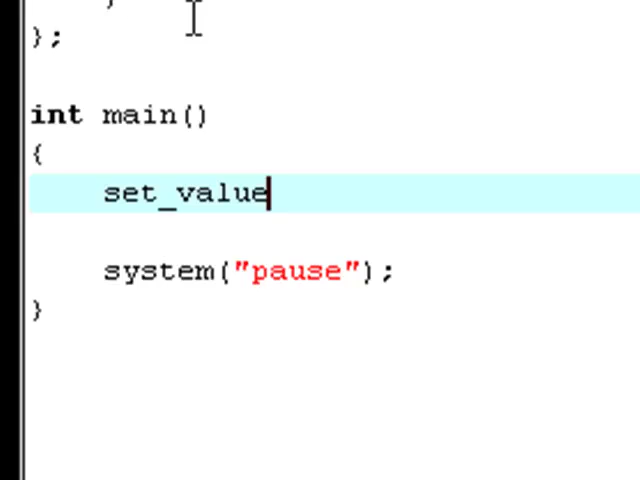 };
int main()
{
set_value
system("pause");
}